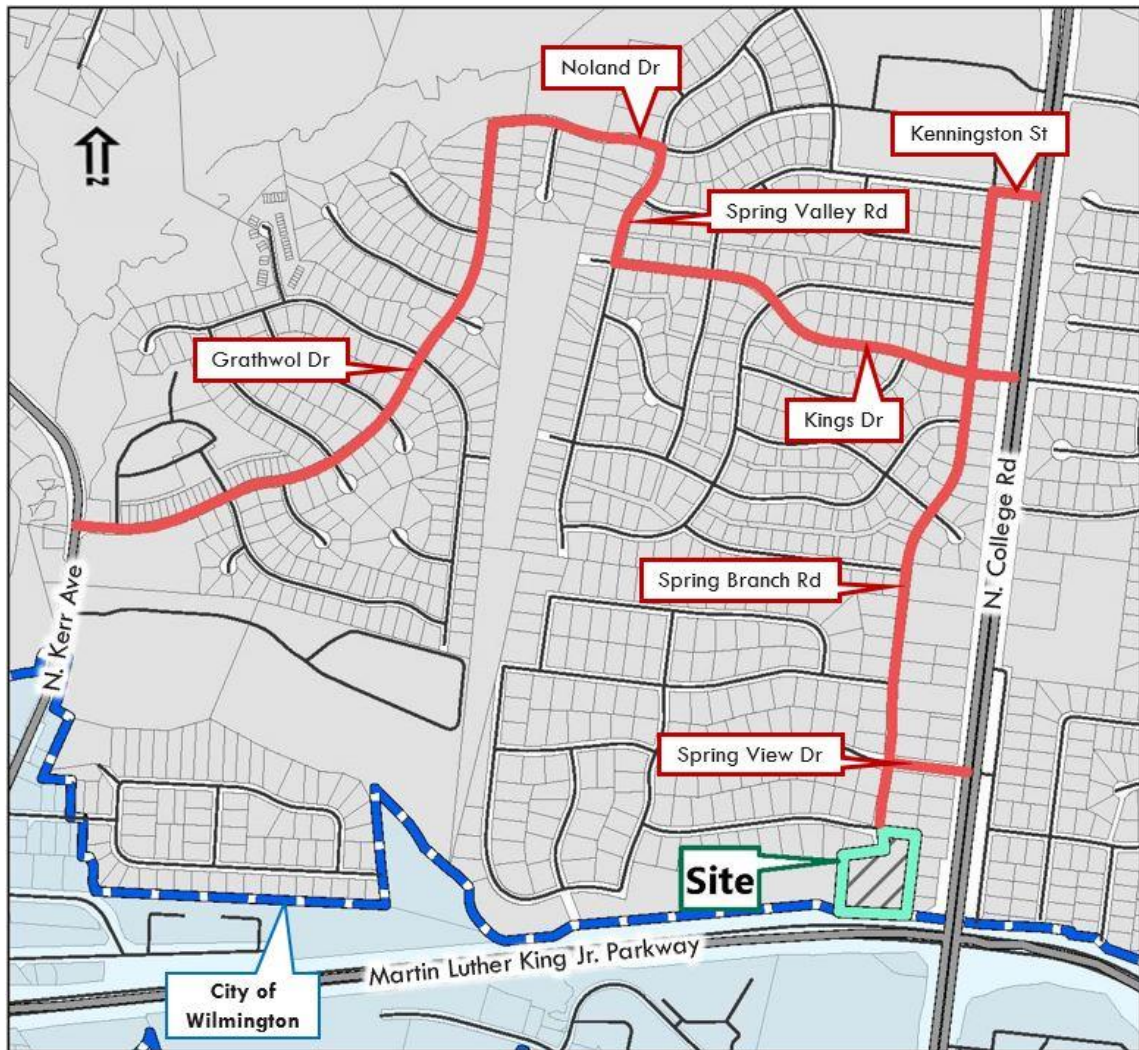 Noland Dr
Kenningston St
N
Spring Valley Rd
Grathwol Dr
Kings Dr
N. College Rd
Spring Branch Rd
N. Kerr Ave
Spring View Dr
Site
Martin Luther King Jr. Parkway
City of
Wilmington